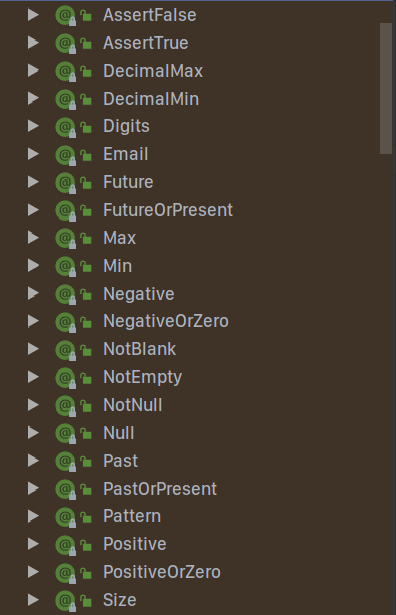 AssertFalse
AssertTrue
DecimalMax
DecimalMin
Digits
Email
Future
FutureOrPresent
Max
Min
Negative
NegativeOrZero
NotBlank
NotEmpty
NotNull
Null
Past
PastOrPresent
Pattern
Positive
PositiveOrZero
Size